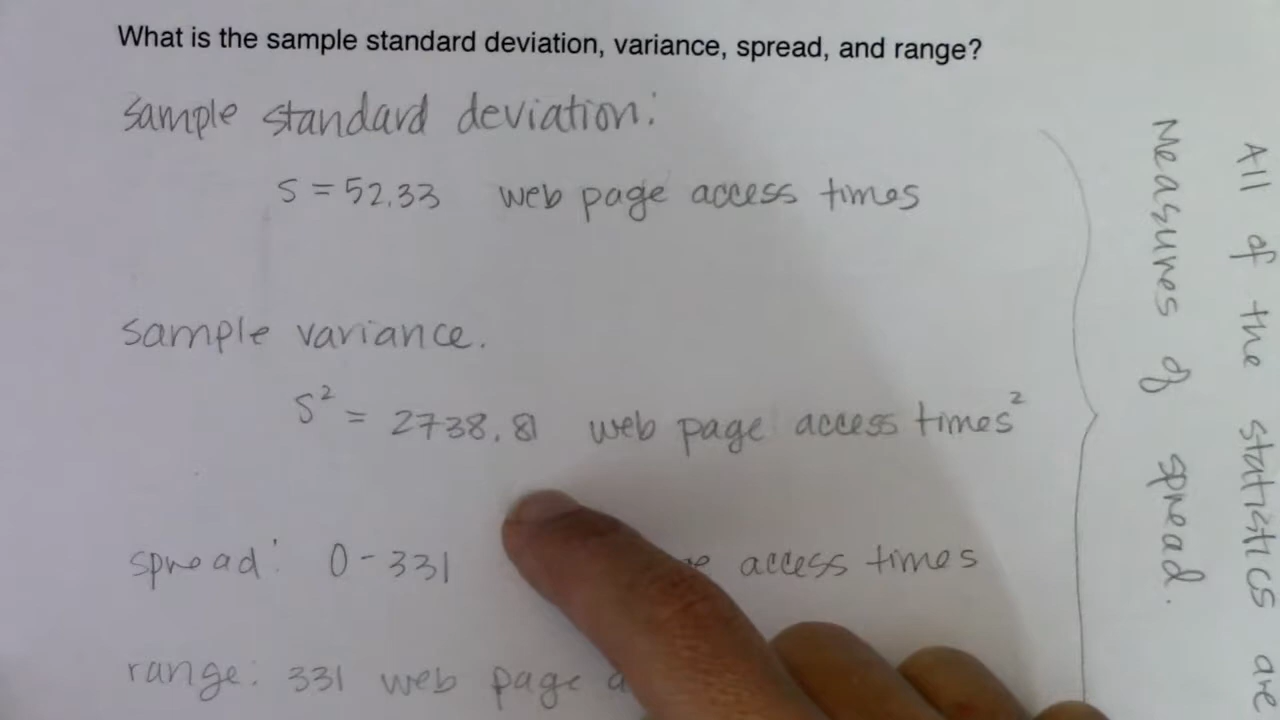 What is the sample standard deviation, variance, spread, and range?
sample standard deviation:
S = 52.33 web page access times
sample variance.
S² = 2738.81 web page access times²
spread: 0-331 access times
range: 331 web page
All of the statistics are
Measures of spread.